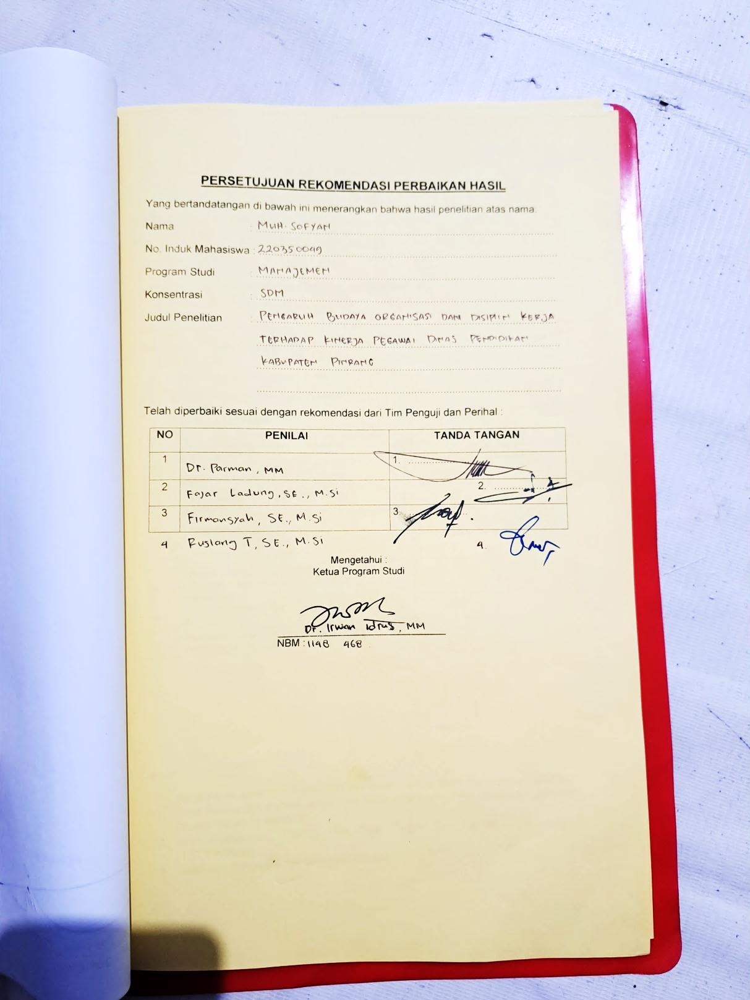 PERSETUJUAN REKOMENDASI PERBAIKAN HASIL
Yang bertandatangan di bawah ini menerangkan bahwa hasil penelitian atas nama.
Nama : MUH. SOFYAN
No. Induk Mahasiswa : 220350049
Program Studi : MANAJEMEN
Konsentrasi : SDM
Judul Penelitian : PENGARUH BUDAYA ORGANISASI DAN DISIPLIN KERJA
TERHADAP KINERJA PEGAWAI DINAS PENDIDIKAN
KABUPATEN PINRANG
Telah diperbaiki sesuai dengan rekomendasi dari Tim Penguji dan Perihal :
NO PENILAI TANDA TANGAN
1 Dr. Parman, MM 1.
2 Fajar Ladung, SE., M.Si 2.
3 Firmansyah, SE., M.Si 3.
4 Ruslang T, SE., M.Si 4.
Mengetahui :
Ketua Program Studi
Dr. Irwan Idrus, MM
NBM : 1148 468